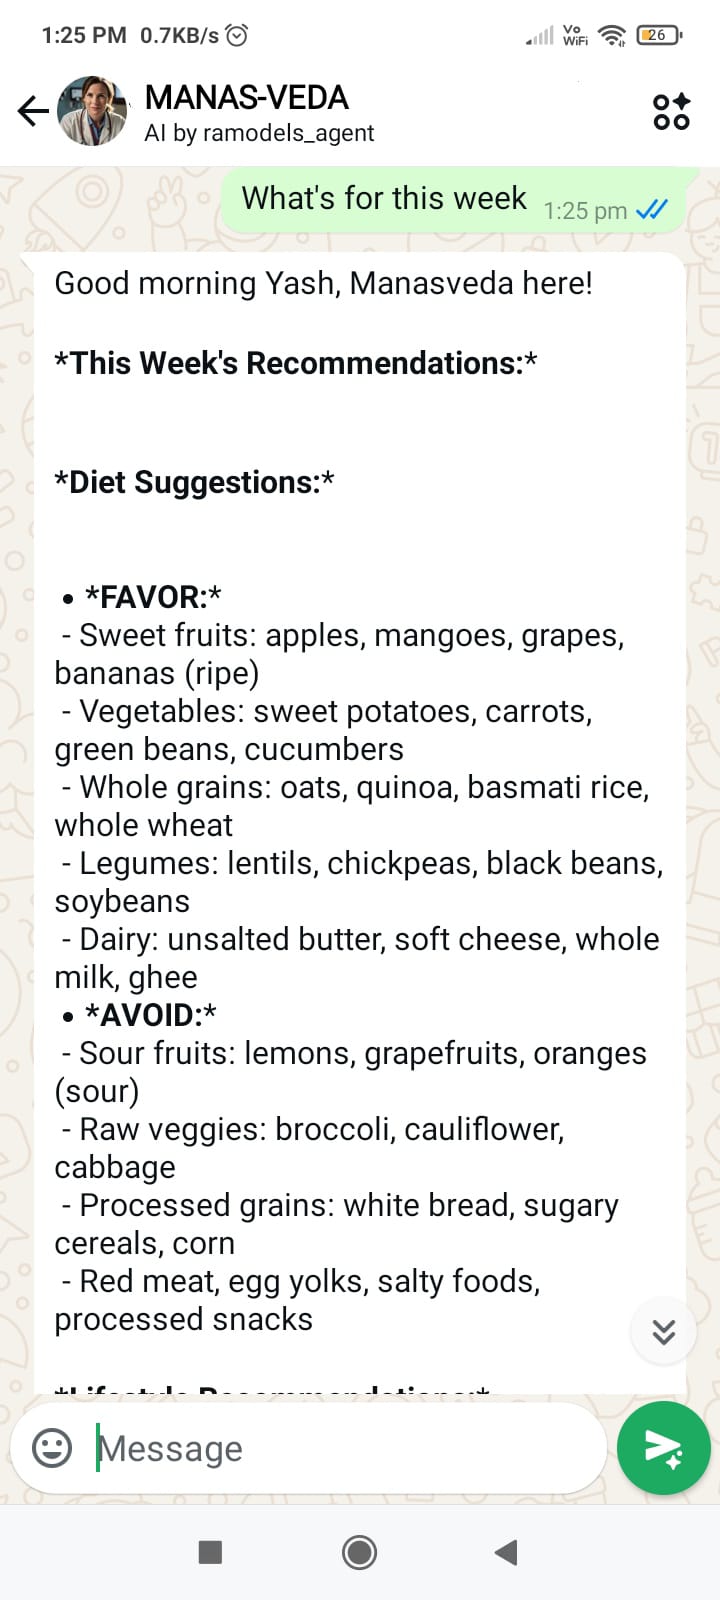 1:25 PM 0.7KB/s Vo WiFi 26
MANAS-VEDA
AI by ramodels_agent
What's for this week 1:25 pm
Good morning Yash, Manasveda here!
*This Week's Recommendations:*
*Diet Suggestions:*
• *FAVOR:*
- Sweet fruits: apples, mangoes, grapes,
bananas (ripe)
- Vegetables: sweet potatoes, carrots,
green beans, cucumbers
- Whole grains: oats, quinoa, basmati rice,
whole wheat
- Legumes: lentils, chickpeas, black beans,
soybeans
- Dairy: unsalted butter, soft cheese, whole
milk, ghee
• *AVOID:*
- Sour fruits: lemons, grapefruits, oranges
(sour)
- Raw veggies: broccoli, cauliflower,
cabbage
- Processed grains: white bread, sugary
cereals, corn
- Red meat, egg yolks, salty foods,
processed snacks
*Lifestyle Recommendations:*
Message